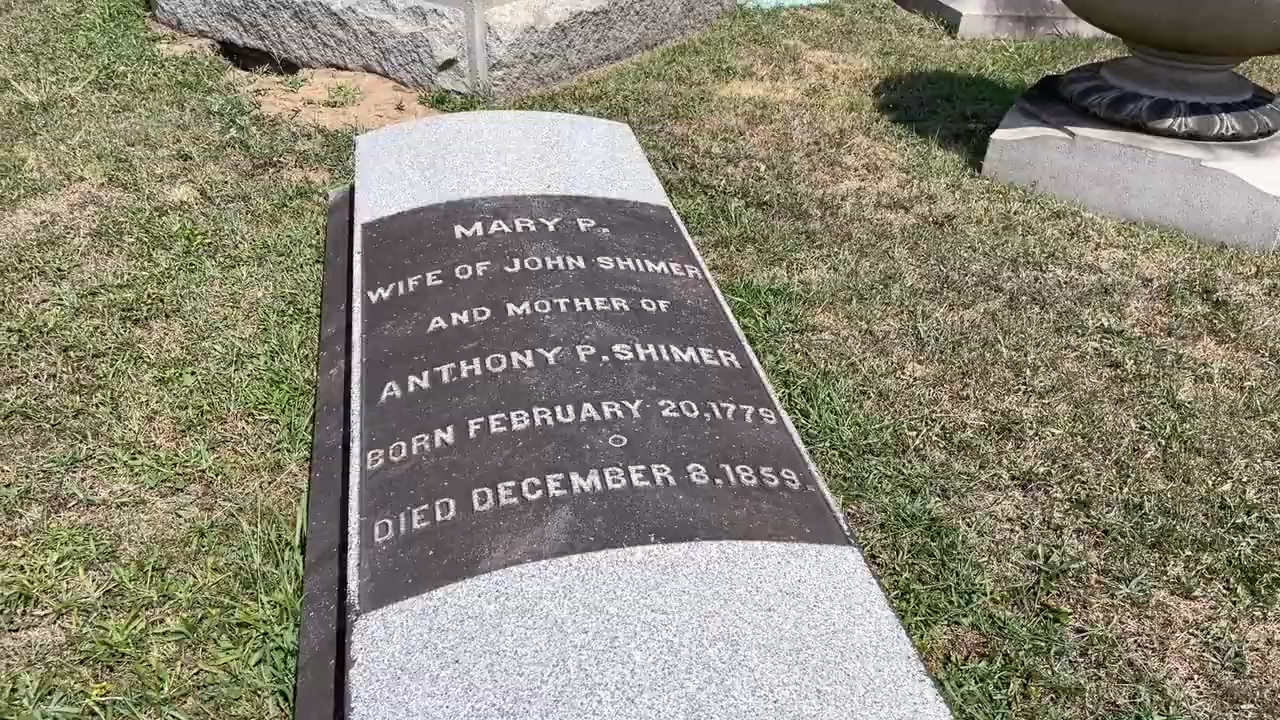 MARY P.
WIFE OF JOHN SHIMER
AND MOTHER OF
ANTHONY P. SHIMER
BORN FEBRUARY 20, 1779
DIED DECEMBER 8, 1859.